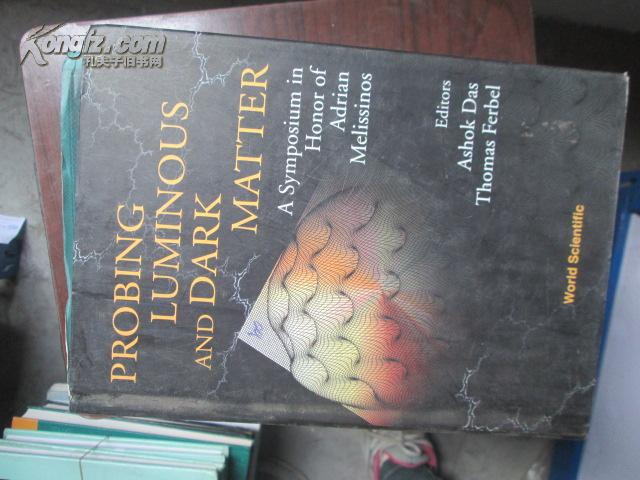 Kongfz.com
孔夫子旧书网
PROBING
LUMINOUS
AND DARK
MATTER
A Symposium in
Honor of
Adrian
Melissinos
Editors
Ashok Das
Thomas Ferbel
World Scientific